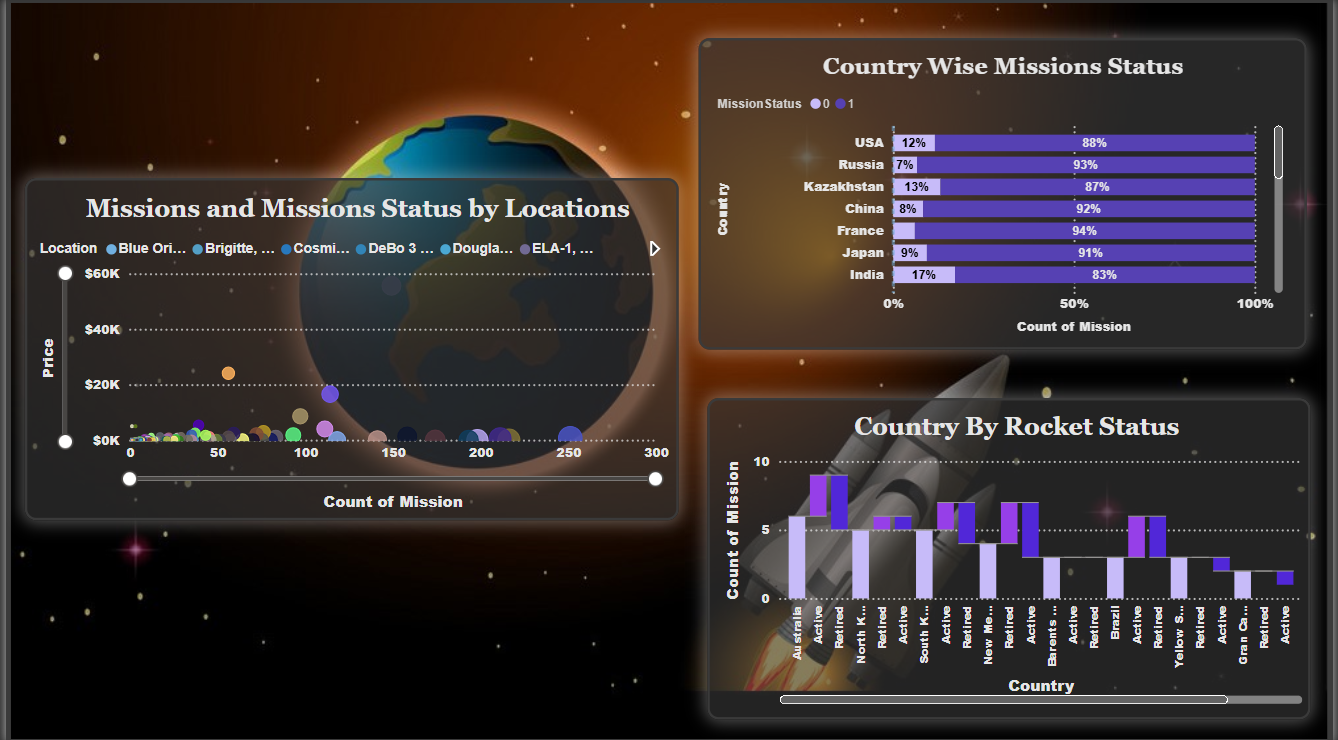 Country Wise Missions Status
MissionStatus 0 1
Country
USA 12% 88%
Russia 7% 93%
Kazakhstan 13% 87%
China 8% 92%
France 94%
Japan 9% 91%
India 17% 83%
0% 50% 100%
Count of Mission
Missions and Missions Status by Locations
Location Blue Ori... Brigitte, ... Cosmi... DeBo 3 ... Dougla... ELA-1, ...
Price
$60K
$40K
$20K
$0K
0 50 100 150 200 250 300
Count of Mission
Country By Rocket Status
Count of Mission
10
5
0
Australia
Active
Retired
North K...
Retired
Active
South K...
Active
Retired
New Me...
Retired
Active
Barents ...
Active
Retired
Brazil
Active
Retired
Yellow S...
Retired
Active
Gran Ca...
Retired
Active
Country